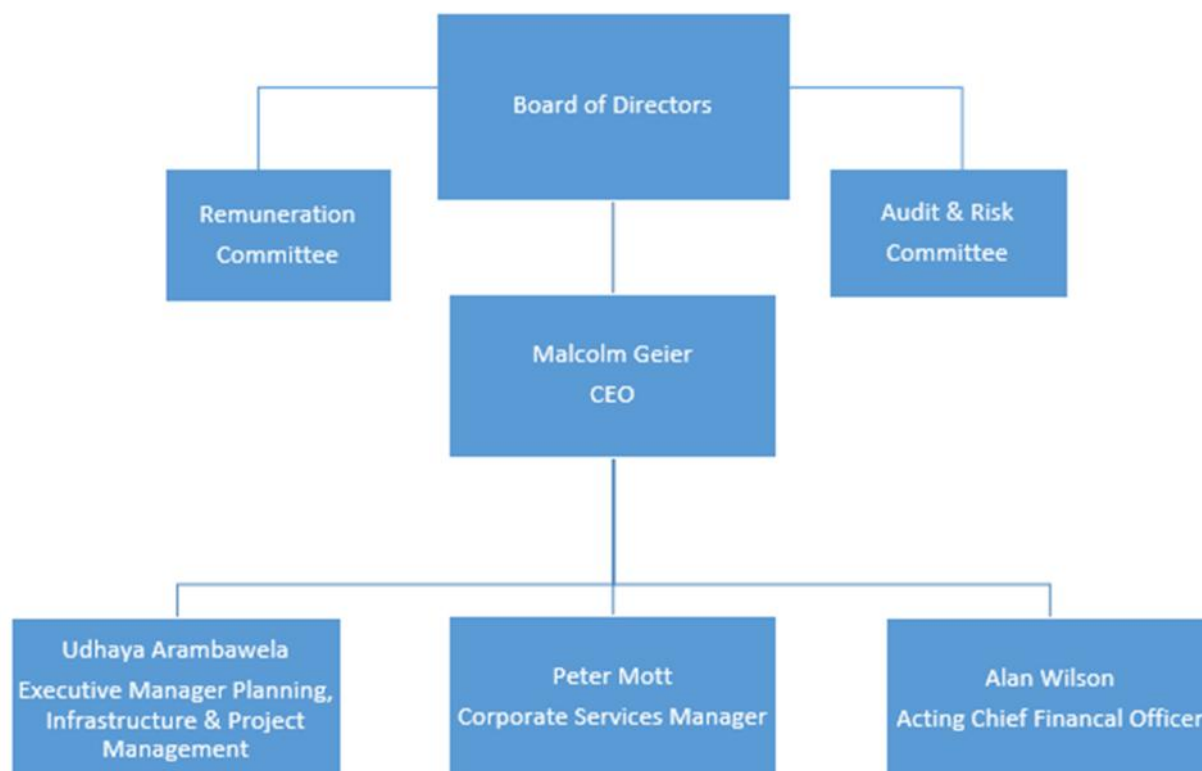 Board of Directors
Remuneration
Committee
Audit & Risk
Committee
Malcolm Geier
CEO
Udhaya Arambawela
Executive Manager Planning,
Infrastructure & Project
Management
Peter Mott
Corporate Services Manager
Alan Wilson
Acting Chief Financal Officer